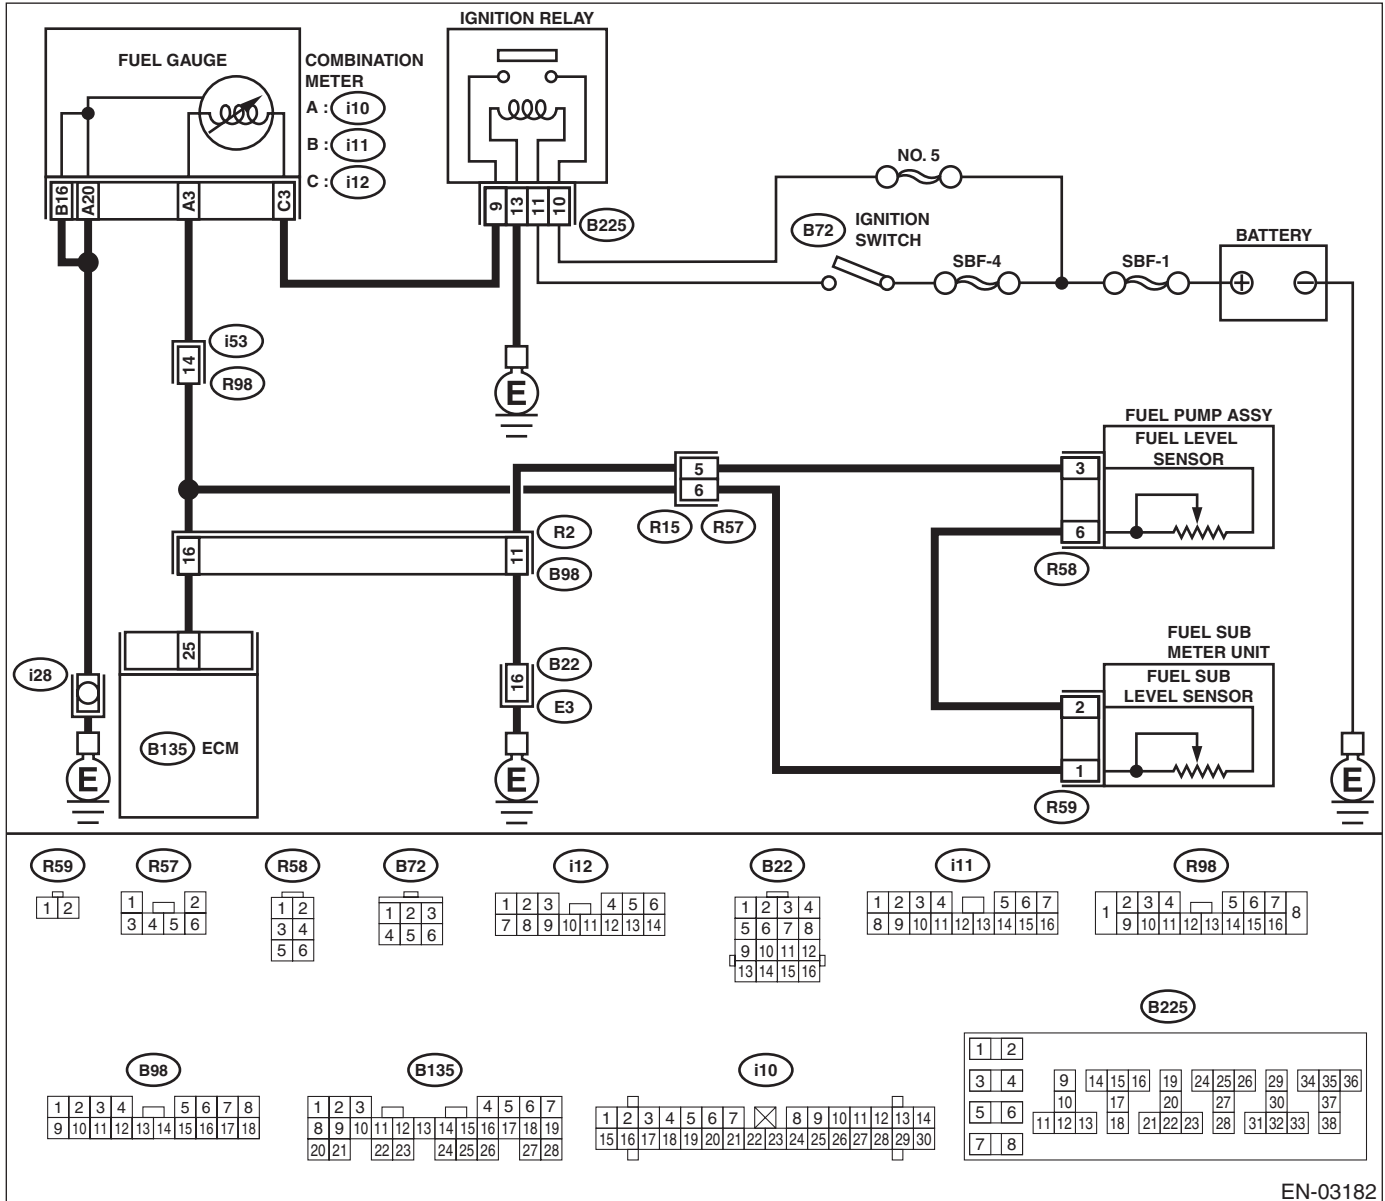 IGNITION RELAY
FUEL GAUGE
COMBINATION
METER
A : i10
B : i11
C : i12
B16 A20 A3 C3
9 13 11 10
B225
NO. 5
B72
IGNITION
SWITCH
SBF-4
SBF-1
BATTERY
+ −
i53
14
R98
E
FUEL PUMP ASSY
FUEL LEVEL
SENSOR
5
6
3
6
R15 R57
R58
R2
16 11
B98
25
B135 ECM
i28
E
B22
16
E3
E
FUEL SUB
METER UNIT
FUEL SUB
LEVEL SENSOR
2
1
R59
E
R59
1 2
R57
1 2
3 4 5 6
R58
1 2
3 4
5 6
B72
1 2 3
4 5 6
i12
1 2 3 4 5 6
7 8 9 10 11 12 13 14
B22
1 2 3 4
5 6 7 8
9 10 11 12
13 14 15 16
i11
1 2 3 4 5 6 7
8 9 10 11 12 13 14 15 16
R98
1 2 3 4 5 6 7 8
9 10 11 12 13 14 15 16
B98
1 2 3 4 5 6 7 8
9 10 11 12 13 14 15 16 17 18
B135
1 2 3 4 5 6 7
8 9 10 11 12 13 14 15 16 17 18 19
20 21 22 23 24 25 26 27 28
i10
1 2 3 4 5 6 7 8 9 10 11 12 13 14
15 16 17 18 19 20 21 22 23 24 25 26 27 28 29 30
B225
1 2
3 4 9 14 15 16 19 24 25 26 29 34 35 36
5 6 10 17 20 27 30 37
11 12 13 18 21 22 23 28 31 32 33 38
7 8
EN-03182